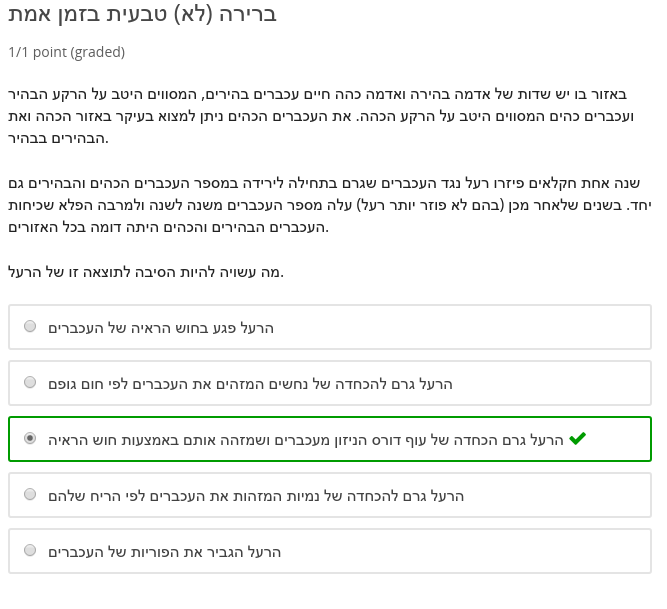 ברירה (לא) טבעית בזמן אמת
1/1 point (graded)
באזור בו יש שדות של אדמה בהירה ואדמה כהה חיים עכברים בהירים, המסווים היטב על הרקע הבהיר
ועכברים כהים המסווים היטב על הרקע הכהה. את העכברים הכהים ניתן למצוא בעיקר באזור הכהה ואת
הבהירים בבהיר.
שנה אחת חקלאים פיזרו רעל נגד העכברים שגרם בתחילה לירידה במספר העכברים הכהים והבהירים גם
יחד. בשנים שלאחר מכן (בהם לא פוזר יותר רעל) עלה מספר העכברים משנה לשנה ולמרבה הפלא שכיחות
העכברים הבהירים והכהים היתה דומה בכל האזורים.
מה עשויה להיות הסיבה לתוצאה זו של הרעל.
הרעל פגע בחוש הראיה של העכברים
הרעל גרם להכחדה של נחשים המזהים את העכברים לפי חום גופם
הרעל גרם הכחדה של עוף דורס הניזון מעכברים ושמזהה אותם באמצעות חוש הראיה
הרעל גרם להכחדה של נמיות המזהות את העכברים לפי הריח שלהם
הרעל הגביר את הפוריות של העכברים